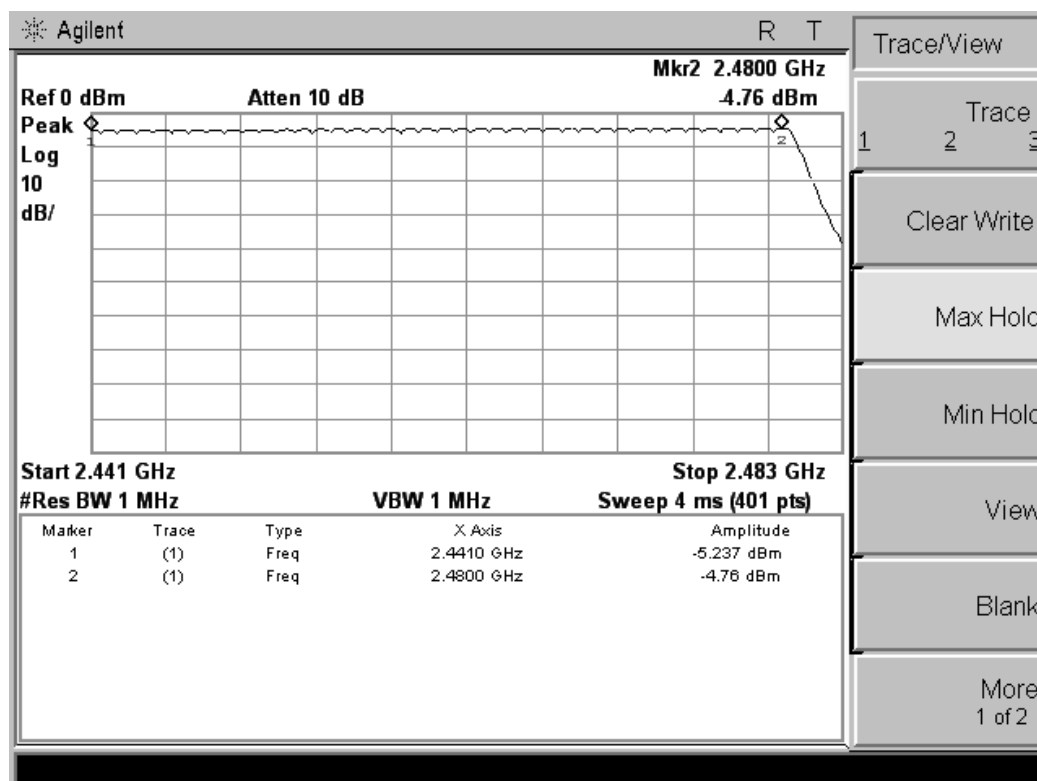 Agilent R T
Trace/View
Mkr2 2.4800 GHz
Ref 0 dBm Atten 10 dB -4.76 dBm
Peak
Log
10
dB/
1
2
Start 2.441 GHz Stop 2.483 GHz
#Res BW 1 MHz VBW 1 MHz Sweep 4 ms (401 pts)
Marker Trace Type X Axis Amplitude
1 (1) Freq 2.4410 GHz -5.237 dBm
2 (1) Freq 2.4800 GHz -4.76 dBm
Trace
1 2 3
Clear Write
Max Hold
Min Hold
View
Blank
More
1 of 2